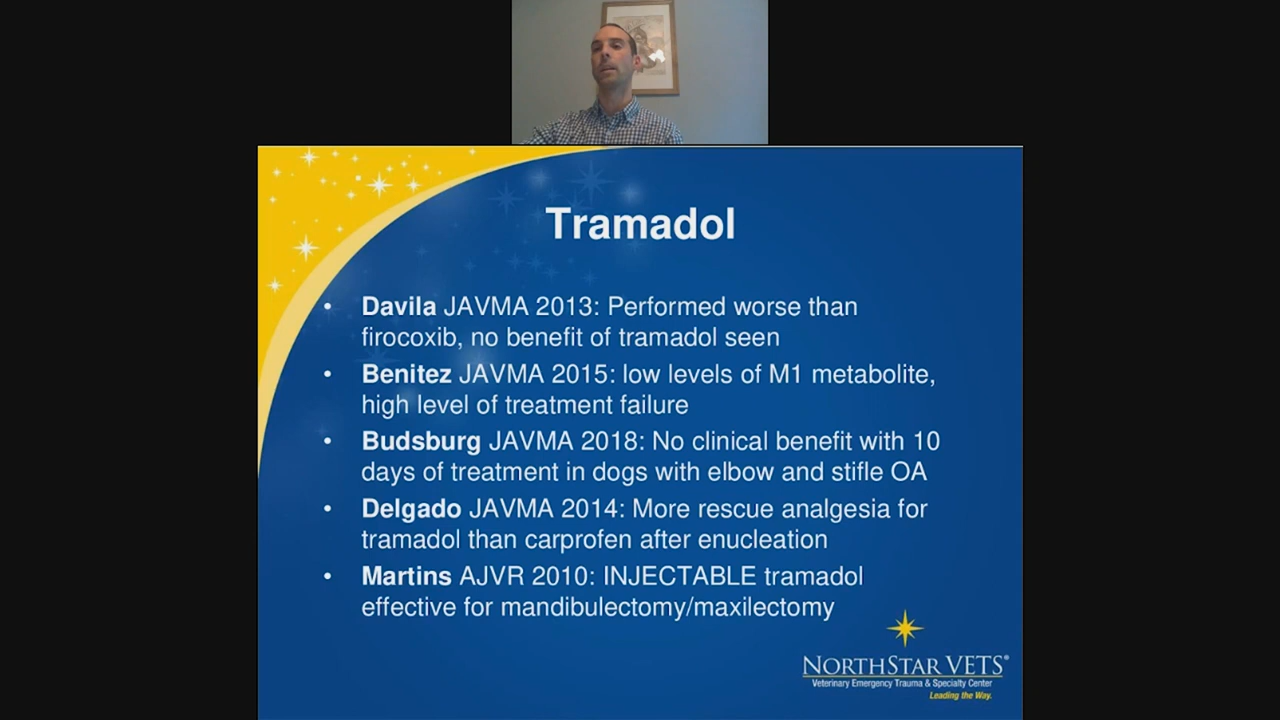 Tramadol
• Davila JAVMA 2013: Performed worse than
firocoxib, no benefit of tramadol seen
• Benitez JAVMA 2015: low levels of M1 metabolite,
high level of treatment failure
• Budsburg JAVMA 2018: No clinical benefit with 10
days of treatment in dogs with elbow and stifle OA
• Delgado JAVMA 2014: More rescue analgesia for
tramadol than carprofen after enucleation
• Martins AJVR 2010: INJECTABLE tramadol
effective for mandibulectomy/maxilectomy
NORTHSTAR VETS®
Veterinary Emergency Trauma & Specialty Center
Leading the Way.